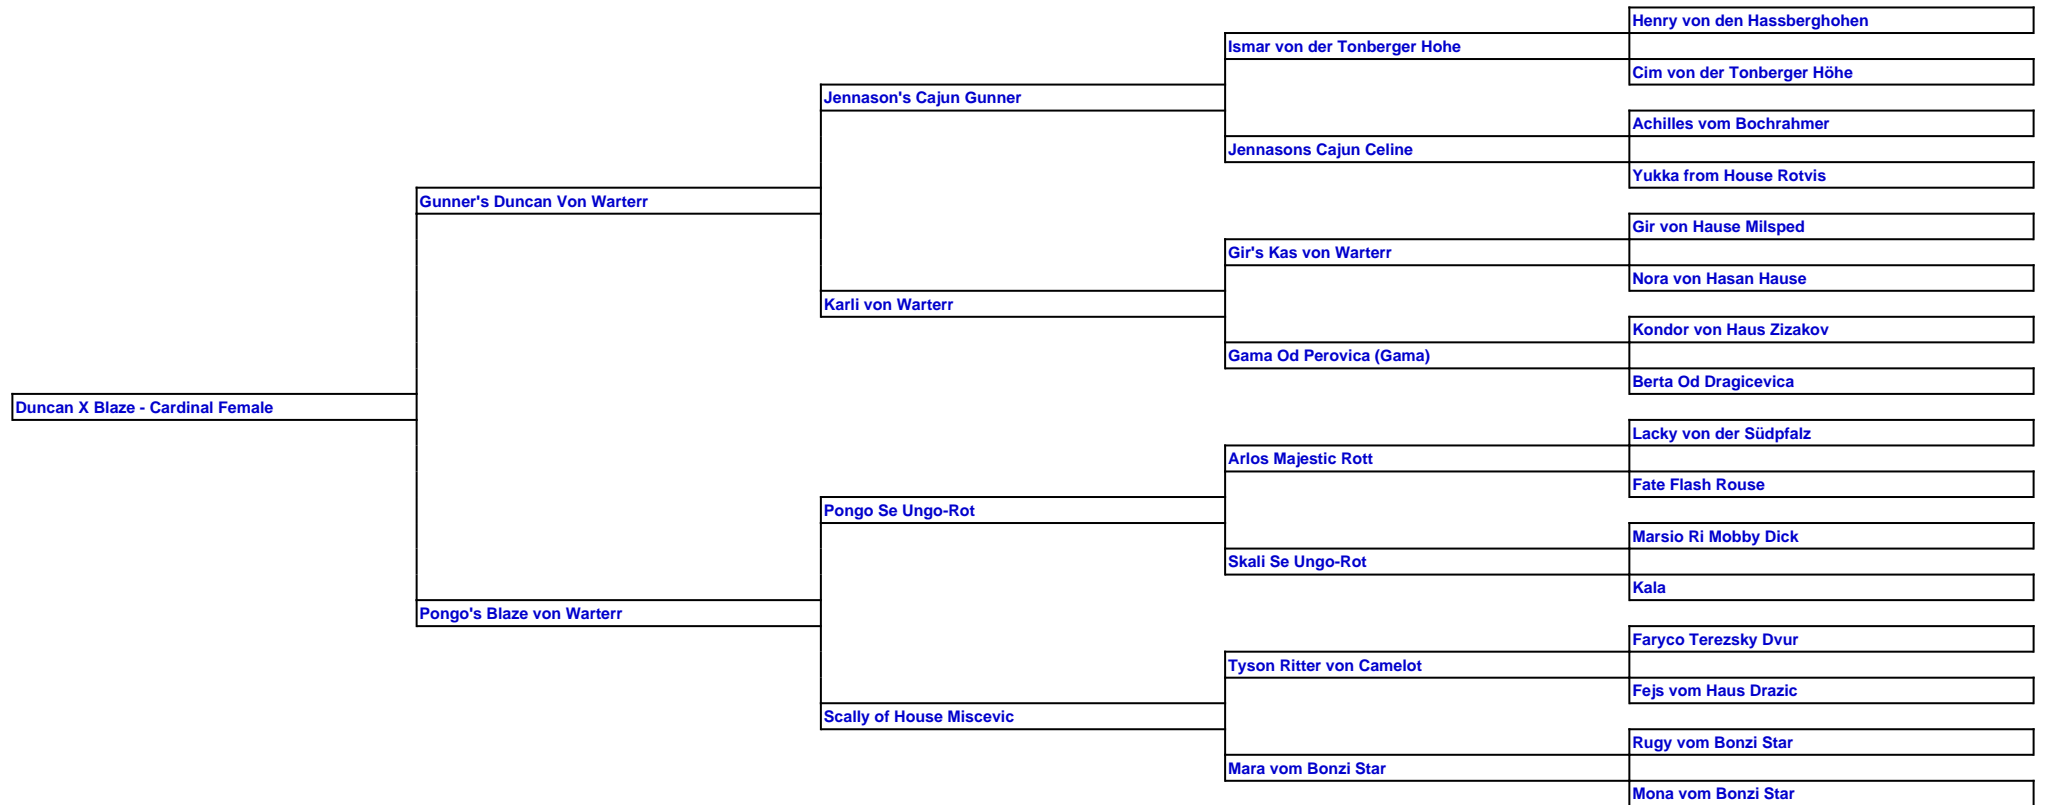 Henry von den Hassberghohen
Ismar von der Tonberger Hohe
Cim von der Tonberger Höhe
Jennason's Cajun Gunner
Achilles vom Bochrahmer
Jennasons Cajun Celine
Yukka from House Rotvis
Gunner's Duncan Von Warterr
Gir von Hause Milsped
Gir's Kas von Warterr
Nora von Hasan Hause
Karli von Warterr
Kondor von Haus Zizakov
Gama Od Perovica (Gama)
Berta Od Dragicevica
Duncan X Blaze - Cardinal Female
Lacky von der Südpfalz
Arlos Majestic Rott
Fate Flash Rouse
Pongo Se Ungo-Rot
Marsio Ri Mobby Dick
Skali Se Ungo-Rot
Kala
Pongo's Blaze von Warterr
Faryco Terezsky Dvur
Tyson Ritter von Camelot
Fejs vom Haus Drazic
Scally of House Miscevic
Rugy vom Bonzi Star
Mara vom Bonzi Star
Mona vom Bonzi Star